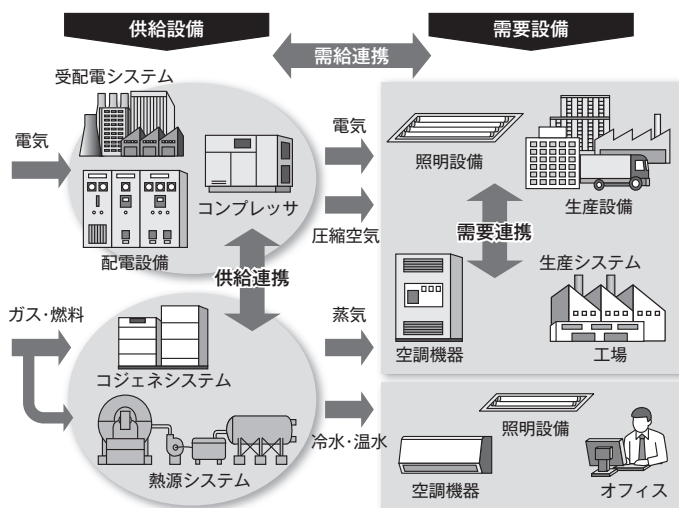 供給設備
需要設備
需給連携
受配電システム
電気
コンプレッサ
配電設備
電気
圧縮空気
照明設備
生産設備
需要連携
供給連携
生産システム
空調機器
工場
ガス・燃料
コジェネシステム
蒸気
熱源システム
冷水・温水
照明設備
空調機器
オフィス